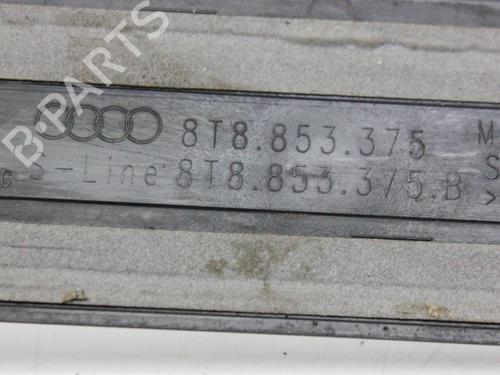 B-PARTS
8T8.853.375 M
c S-Line 8T8.853.375.B S
>